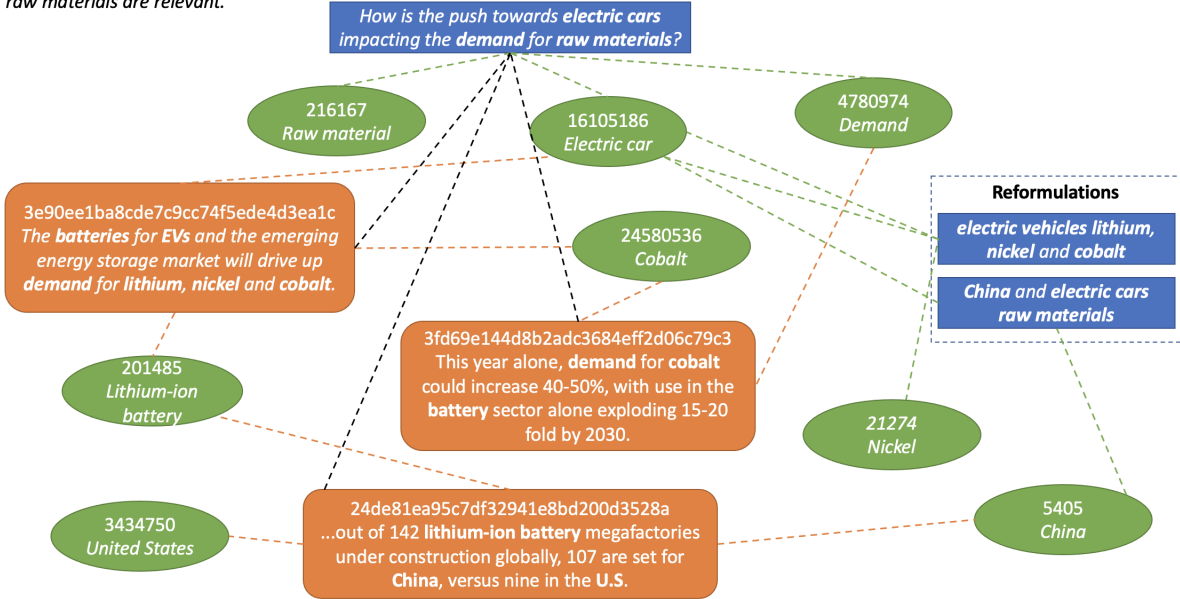 raw materials are relevant.
How is the push towards electric cars
impacting the demand for raw materials?
216167
Raw material
16105186
Electric car
4780974
Demand
3e90ee1ba8cde7c9cc74f5ede4d3ea1c
The batteries for EVs and the emerging
energy storage market will drive up
demand for lithium, nickel and cobalt.
24580536
Cobalt
Reformulations
electric vehicles lithium,
nickel and cobalt
China and electric cars
raw materials
3fd69e144d8b2adc3684eff2d06c79c3
This year alone, demand for cobalt
could increase 40-50%, with use in the
battery sector alone exploding 15-20
fold by 2030.
201485
Lithium-ion
battery
21274
Nickel
24de81ea95c7df32941e8bd200d3528a
...out of 142 lithium-ion battery megafactories
under construction globally, 107 are set for
China, versus nine in the U.S.
3434750
United States
5405
China